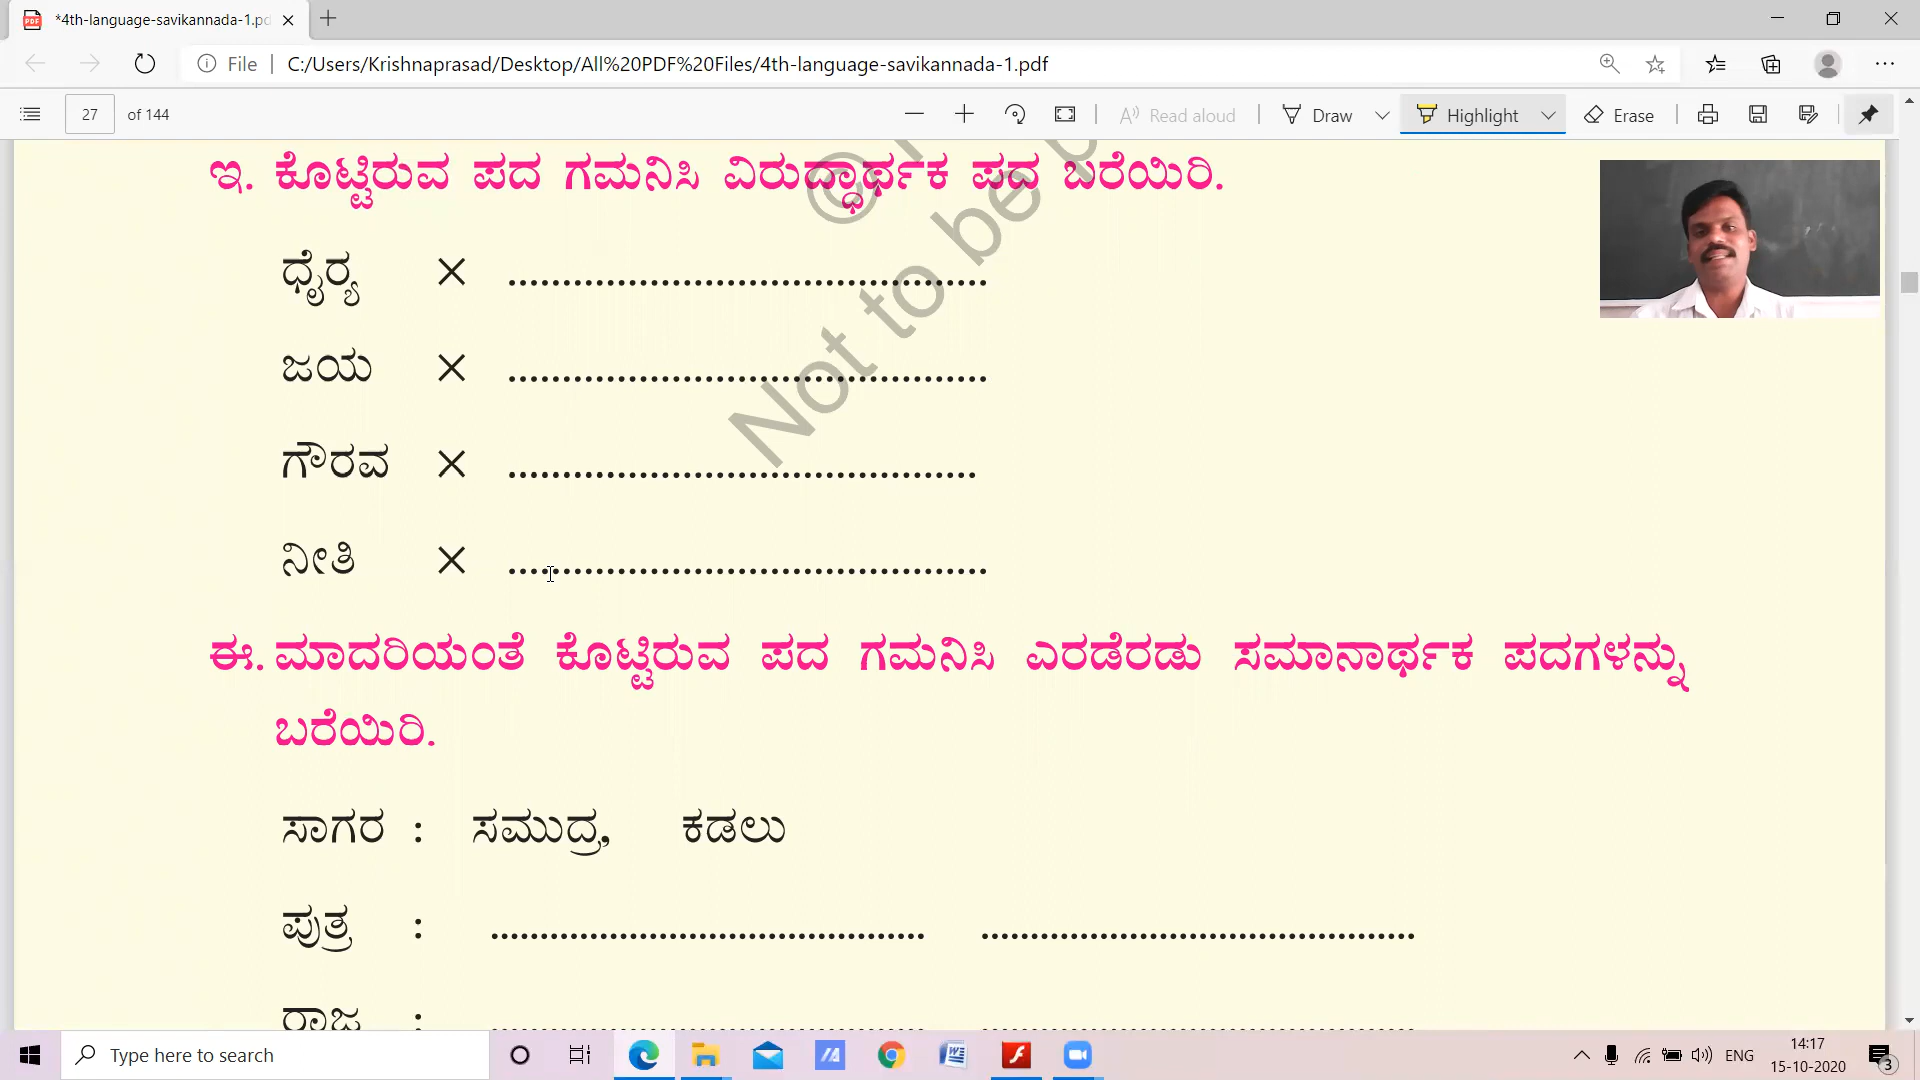 *4th-language-savikannada-1.pd
File C:/Users/Krishnaprasad/Desktop/All%20PDF%20Files/4th-language-savikannada-1.pdf
27 of 144 Read aloud Draw Highlight Erase
ಇ. ಕೊಟ್ಟಿರುವ ಪದ ಗಮನಿಸಿ ವಿರುದ್ಧಾರ್ಥಕ ಪದ ಬರೆಯಿರಿ.
ಧೈರ್ಯ × ............................................
ಜಯ × ............................................
ಗೌರವ × ...........................................
ನೀತಿ × ............................................
Not to be
ಈ. ಮಾದರಿಯಂತೆ ಕೊಟ್ಟಿರುವ ಪದ ಗಮನಿಸಿ ಎರಡೆರಡು ಸಮಾನಾರ್ಥಕ ಪದಗಳನ್ನು
ಬರೆಯಿರಿ.
ಸಾಗರ : ಸಮುದ್ರ, ಕಡಲು
ಪುತ್ರ : ............................................ ............................................
ರಾಜ : ............................................ ............................................
Type here to search
ENG
14:17
15-10-2020
3